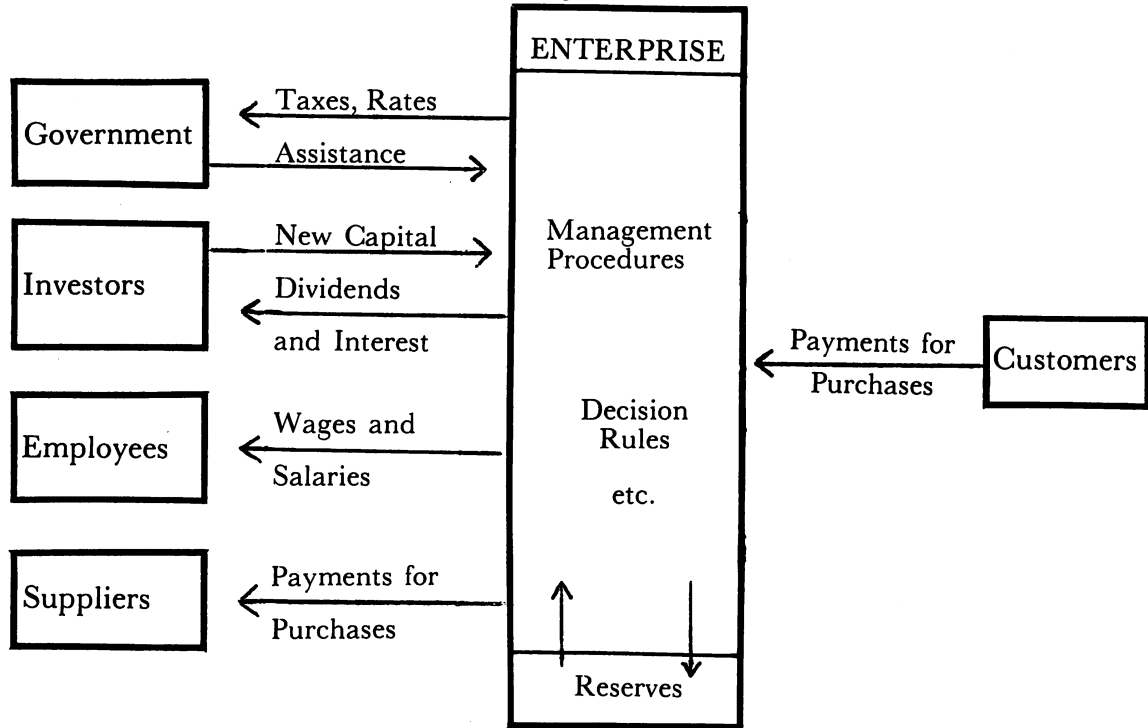 ENTERPRISE
Government
Taxes, Rates
Assistance
Investors
New Capital
Dividends
and Interest
Management
Procedures
Payments for
Purchases
Customers
Employees
Wages and
Salaries
Decision
Rules
etc.
Suppliers
Payments for
Purchases
Reserves